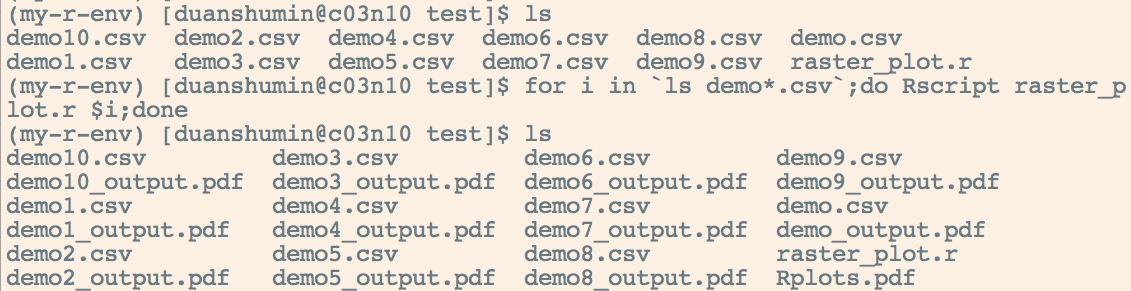 (my-r-env) [duanshumin@c03n10 test]$ ls
demo10.csv  demo2.csv  demo4.csv  demo6.csv  demo8.csv  demo.csv
demo1.csv   demo3.csv  demo5.csv  demo7.csv  demo9.csv  raster_plot.r
(my-r-env) [duanshumin@c03n10 test]$ for i in `ls demo*.csv`;do Rscript raster_p
lot.r $i;done
(my-r-env) [duanshumin@c03n10 test]$ ls
demo10.csv         demo3.csv         demo6.csv         demo9.csv
demo10_output.pdf  demo3_output.pdf  demo6_output.pdf  demo9_output.pdf
demo1.csv          demo4.csv         demo7.csv         demo.csv
demo1_output.pdf   demo4_output.pdf  demo7_output.pdf  demo_output.pdf
demo2.csv          demo5.csv         demo8.csv         raster_plot.r
demo2_output.pdf   demo5_output.pdf  demo8_output.pdf  Rplots.pdf